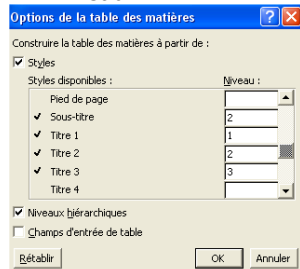 Options de la table des matières
Construire la table des matières à partir de :
Styles
Styles disponibles : Niveau :
Pied de page
Sous-titre 2
Titre 1 1
Titre 2 2
Titre 3 3
Titre 4
Niveaux hiérarchiques
Champs d'entrée de table
Rétablir OK Annuler